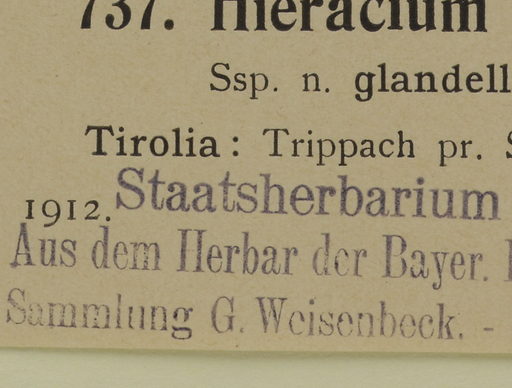 737. Hieracium
Ssp. n. glandell
Tirolia: Trippach pr.
1912. Staatsherbarium
Aus dem Herbar der Bayer.
Sammlung G. Weisenbeck. -